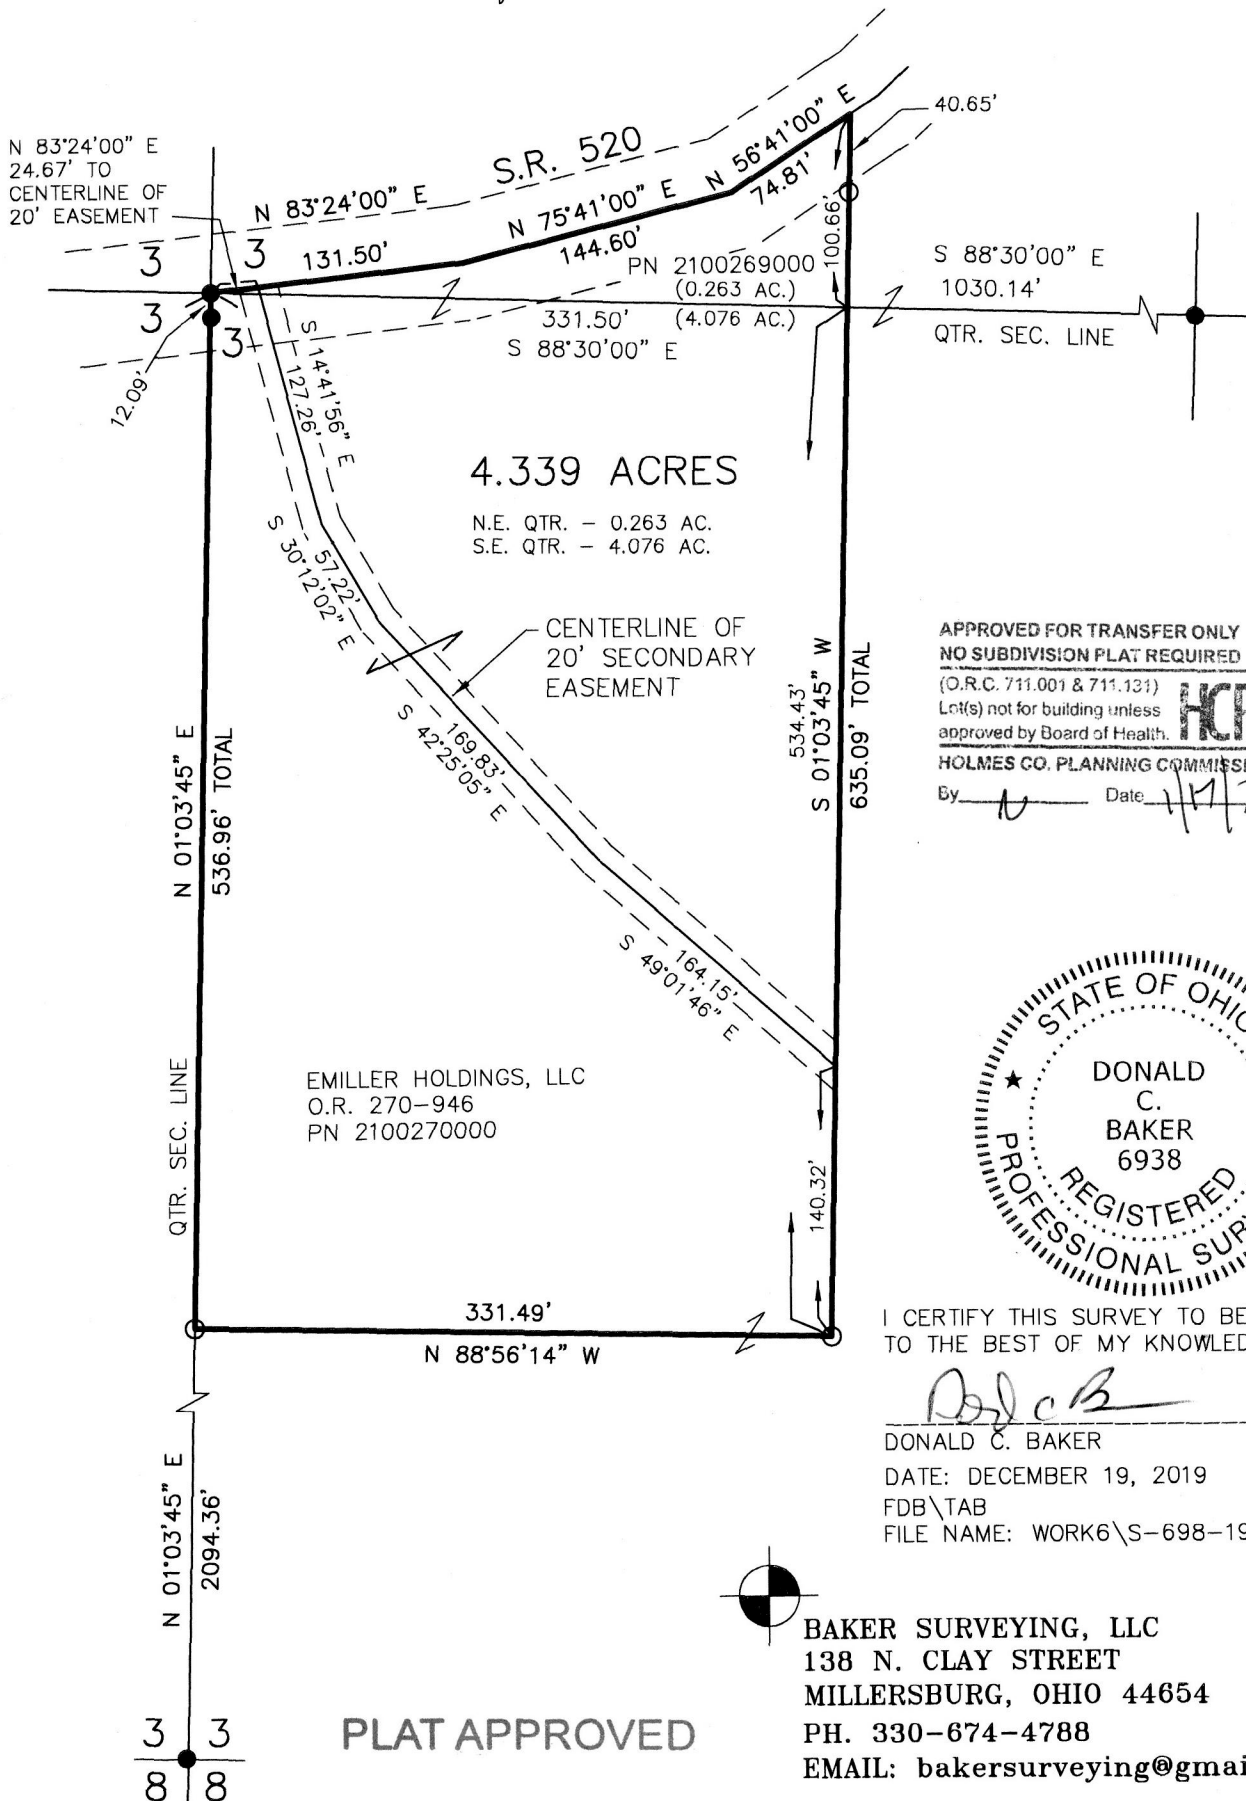 N 83°24'00" E
24.67' TO
CENTERLINE OF
20' EASEMENT
S.R. 520
N 83°24'00" E
131.50'
N 75°41'00" E
144.60'
N 56°41'00" E
74.81'
40.65'
100.66'
3 3
3 3
12.09'
PN 2100269000
(0.263 AC.)
331.50' (4.076 AC.)
S 88°30'00" E
S 88°30'00" E
1030.14'
QTR. SEC. LINE
S 14°41'56" E
127.26'
4.339 ACRES
N.E. QTR. – 0.263 AC.
S.E. QTR. – 4.076 AC.
57.22'
S 30°12'02" E
CENTERLINE OF
20' SECONDARY
EASEMENT
169.83'
S 42°25'05" E
164.15'
S 49°01'46" E
N 01°03'45" E
536.96' TOTAL
QTR. SEC. LINE
534.43'
S 01°03'45" W
635.09' TOTAL
140.32'
APPROVED FOR TRANSFER ONLY
NO SUBDIVISION PLAT REQUIRED
(O.R.C. 711.001 & 711.131)
Lot(s) not for building unless
approved by Board of Health.
HOLMES CO. PLANNING
By Date 1/17/
EMILLER HOLDINGS, LLC
O.R. 270–946
PN 2100270000
STATE OF
PROFESSIONAL
REGISTERED
DONALD
C.
BAKER
6938
331.49'
N 88°56'14" W
I CERTIFY THIS SURVEY TO BE
TO THE BEST OF MY
DONALD C. BAKER
DATE: DECEMBER 19, 2019
FDB\TAB
FILE NAME: WORK6\S–698–19
N 01°03'45" E
2094.36'
3 3
8 8
PLAT APPROVED
BAKER SURVEYING, LLC
138 N. CLAY STREET
MILLERSBURG, OHIO 44654
PH. 330–674–4788
EMAIL: bakersurveying@gmai